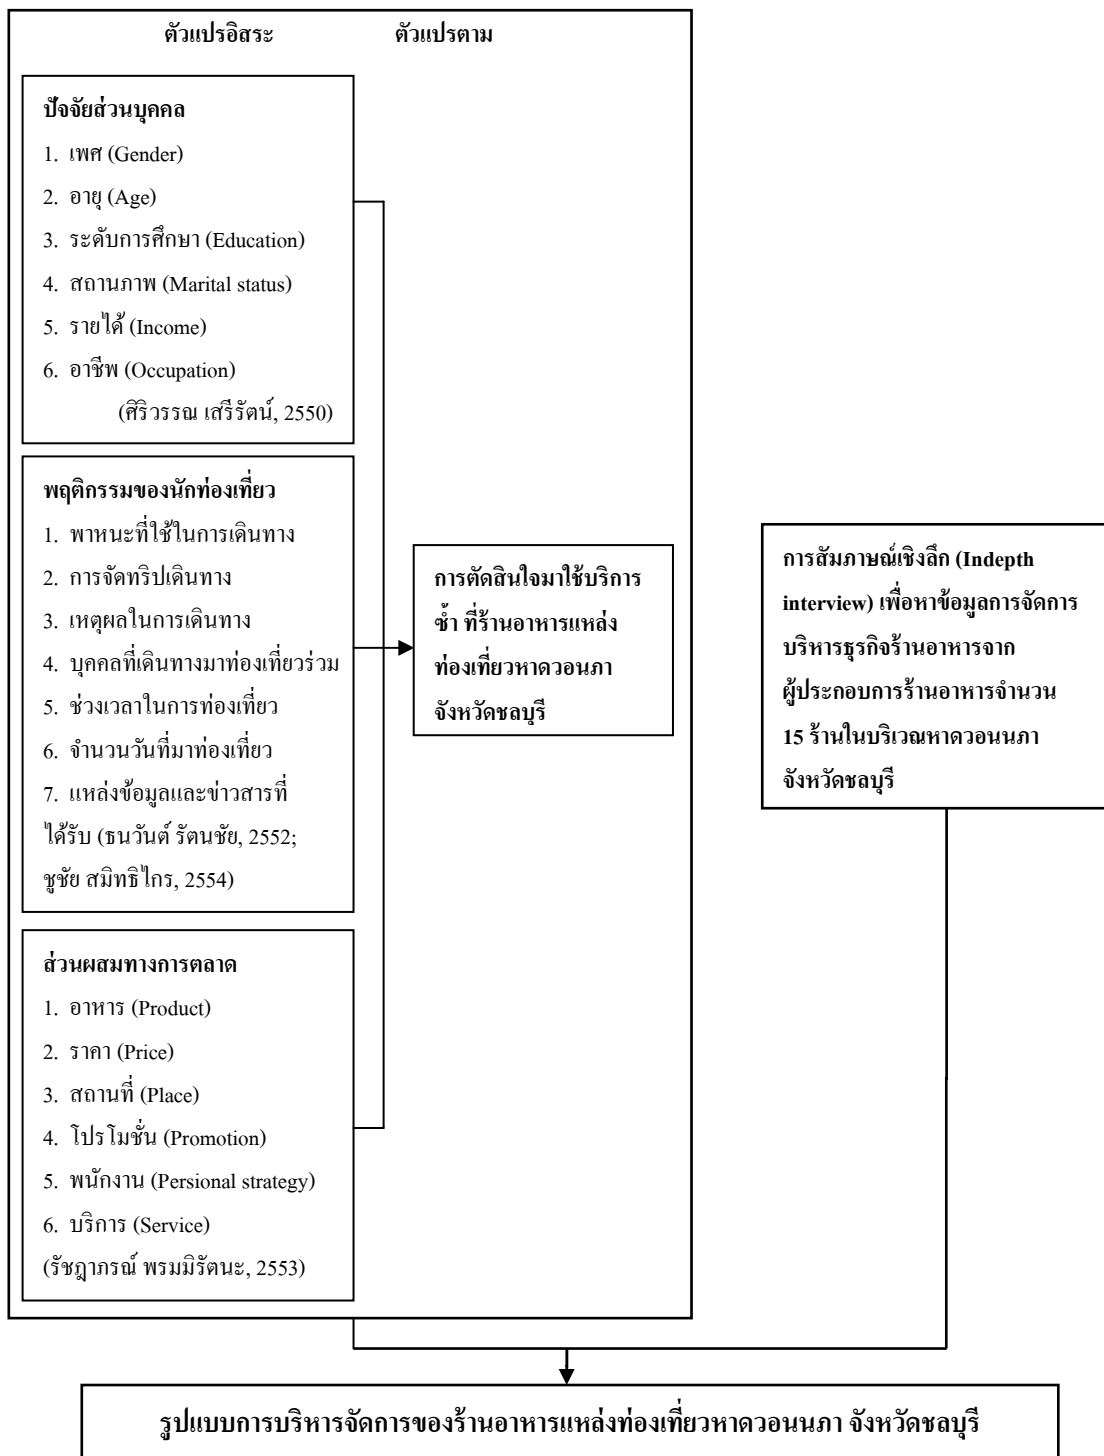 ตัวแปรอิสระ ตัวแปรตาม
ปัจจัยส่วนบุคคล
1. เพศ (Gender)
2. อายุ (Age)
3. ระดับการศึกษา (Education)
4. สถานภาพ (Marital status)
5. รายได้ (Income)
6. อาชีพ (Occupation)
(ศิริวรรณ เสรีรัตน์, 2550)
พฤติกรรมของนักท่องเที่ยว
1. พาหนะที่ใช้ในการเดินทาง
2. การจัดทริปเดินทาง
3. เหตุผลในการเดินทาง
4. บุคคลที่เดินทางมาท่องเที่ยวร่วม
5. ช่วงเวลาในการท่องเที่ยว
6. จำนวนวันที่มาท่องเที่ยว
7. แหล่งข้อมูลและข่าวสารที่
ได้รับ (ธนวันต์ รัตนชัย, 2552;
ชูชัย สมิทธิไกร, 2554)
ส่วนผสมทางการตลาด
1. อาหาร (Product)
2. ราคา (Price)
3. สถานที่ (Place)
4. โปรโมชั่น (Promotion)
5. พนักงาน (Persional strategy)
6. บริการ (Service)
(รัชฎาภรณ์ พรมมิรัตนะ, 2553)
การตัดสินใจมาใช้บริการ
ซ้ำ ที่ร้านอาหารแหล่ง
ท่องเที่ยวหาดวอนภา
จังหวัดชลบุรี
การสัมภาษณ์เชิงลึก (Indepth
interview) เพื่อหาข้อมูลการจัดการ
บริหารธุรกิจร้านอาหารจาก
ผู้ประกอบการร้านอาหารจำนวน
15 ร้านในบริเวณหาดวอนนภา
จังหวัดชลบุรี
รูปแบบการบริหารจัดการของร้านอาหารแหล่งท่องเที่ยวหาดวอนนภา จังหวัดชลบุรี